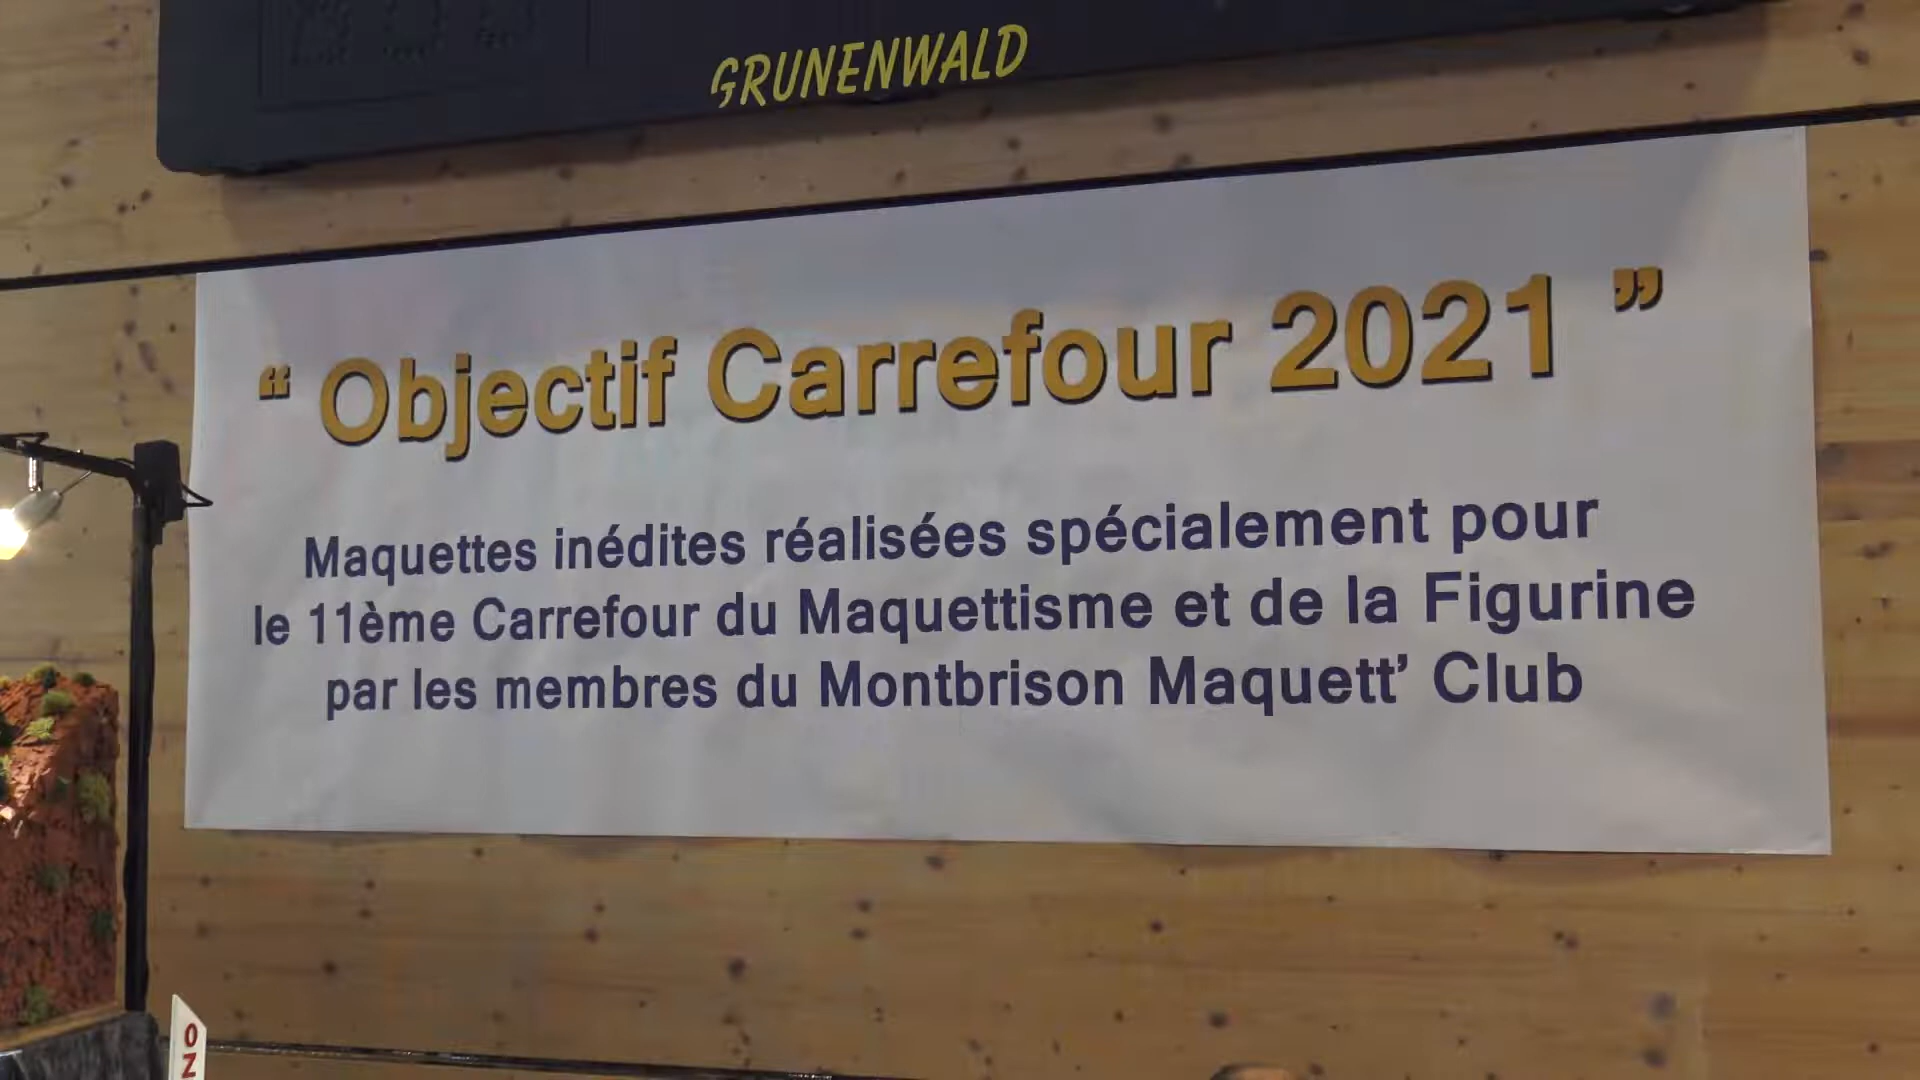 GRUNENWALD
“ Objectif Carrefour 2021 ”
Maquettes inédites réalisées spécialement pour
le 11ème Carrefour du Maquettisme et de la Figurine
par les membres du Montbrison Maquett’ Club